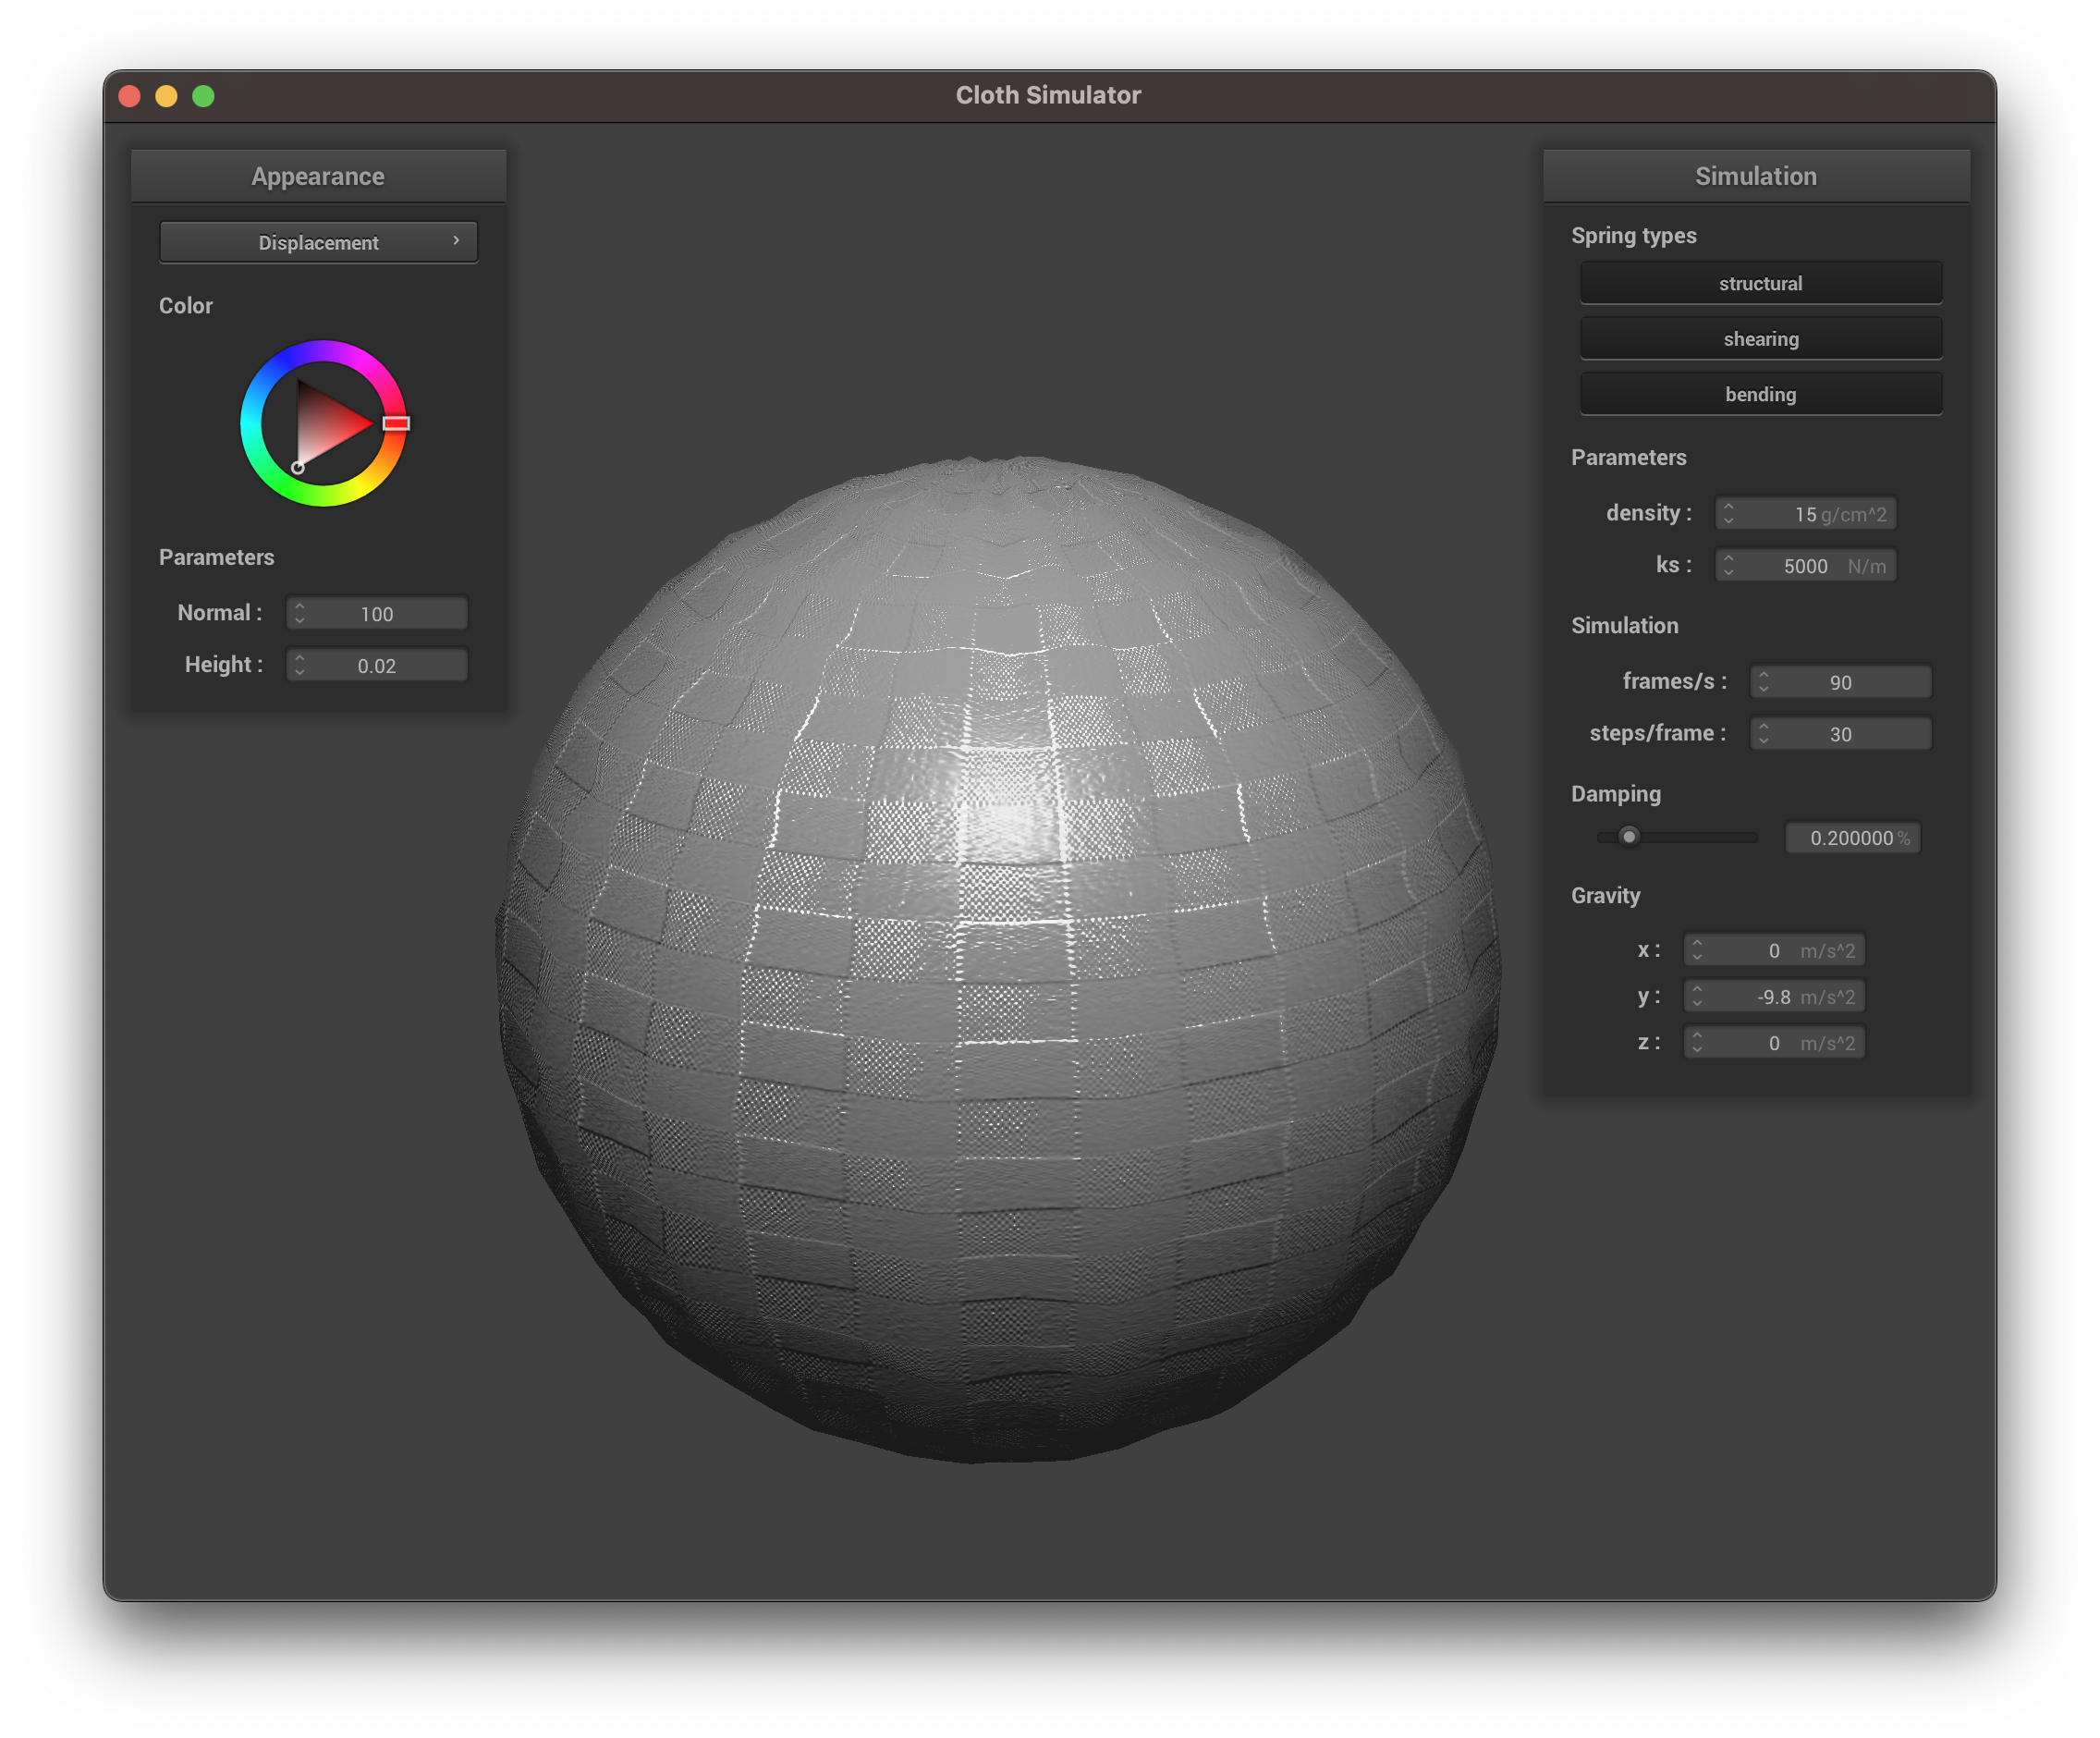 Cloth Simulator
Appearance
Displacement
Color
Parameters
Normal : 100
Height : 0.02
Simulation
Spring types
structural
shearing
bending
Parameters
density : 15 g/cm^2
ks : 5000 N/m
Simulation
frames/s : 90
steps/frame : 30
Damping
0.200000 %
Gravity
x : 0 m/s^2
y : -9.8 m/s^2
z : 0 m/s^2